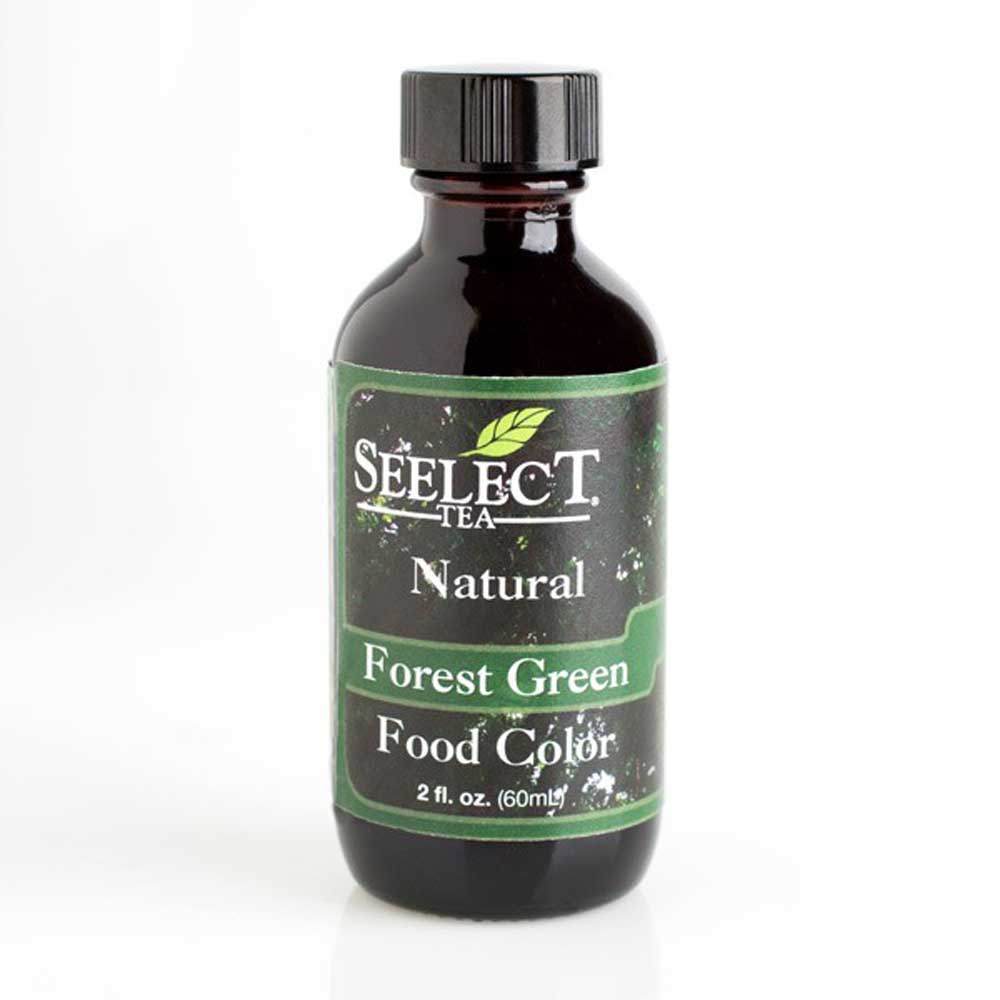 SEELECT
TEA
Natural
Forest Green
Food Color
2 fl. oz. (60mL)